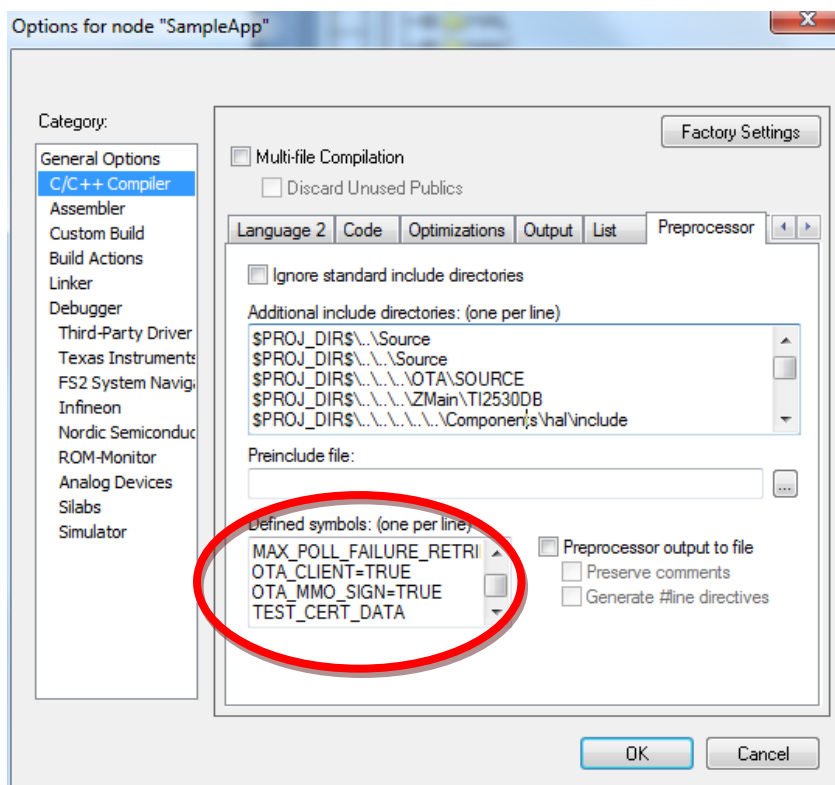 Options for node "SampleApp"
Category:
General Options
C/C++ Compiler
Assembler
Custom Build
Build Actions
Linker
Debugger
Third-Party Driver
Texas Instruments
FS2 System Navig
Infineon
Nordic Semiconduc
ROM-Monitor
Analog Devices
Silabs
Simulator
Factory Settings
Multi-file Compilation
Discard Unused Publics
Language 2 Code Optimizations Output List Preprocessor
Ignore standard include directories
Additional include directories: (one per line)
$PROJ_DIR$\..\Source
$PROJ_DIR$\..\..\Source
$PROJ_DIR$\..\..\..\OTA\SOURCE
$PROJ_DIR$\..\..\..\ZMain\TI2530DB
$PROJ_DIR$\..\..\..\..\..\..\Components\hal\include
Preinclude file:
...
Defined symbols: (one per line)
MAX_POLL_FAILURE_RETRI
OTA_CLIENT=TRUE
OTA_MMO_SIGN=TRUE
TEST_CERT_DATA
Preprocessor output to file
Preserve comments
Generate #line directives
OK
Cancel